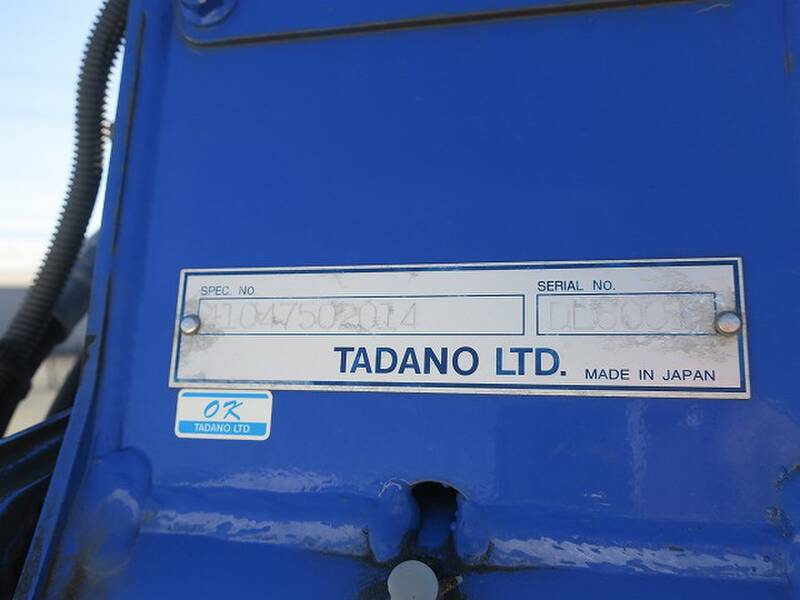 SPEC. NO. SERIAL NO.
TADANO LTD. MADE IN JAPAN
OK
TADANO LTD